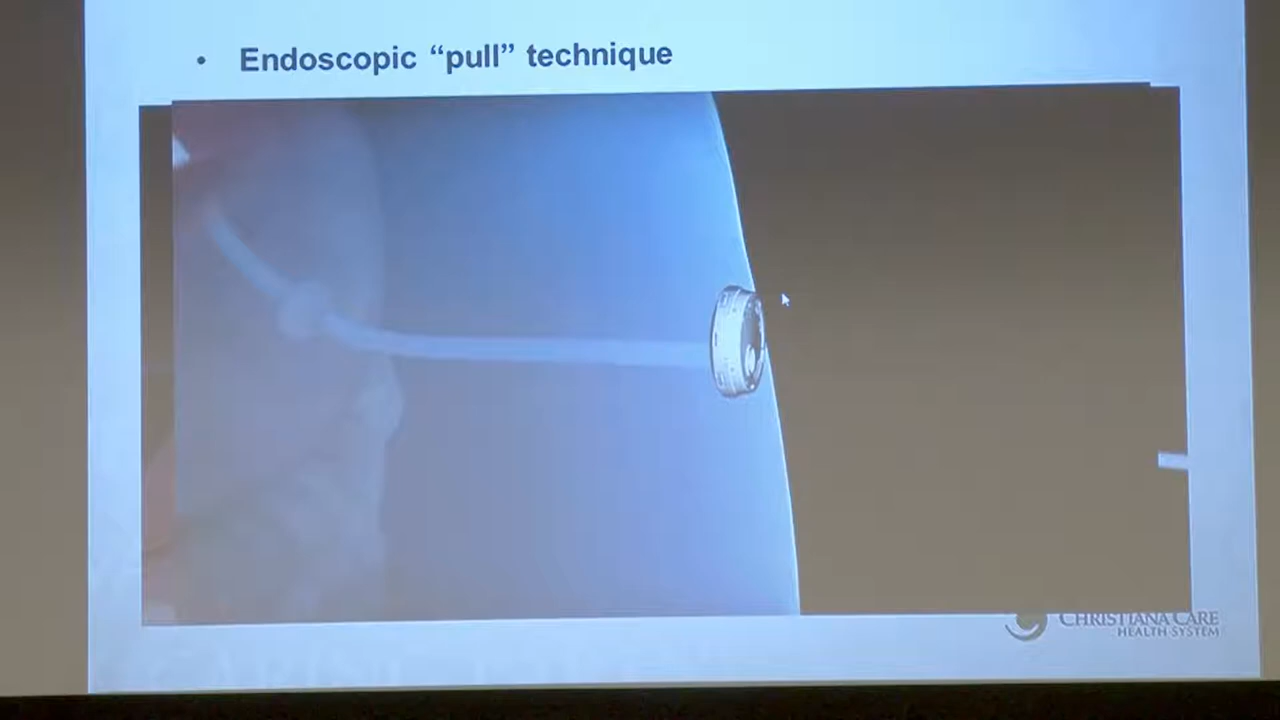 • Endoscopic “pull” technique
CHRISTIANA CARE
HEALTH SYSTEM